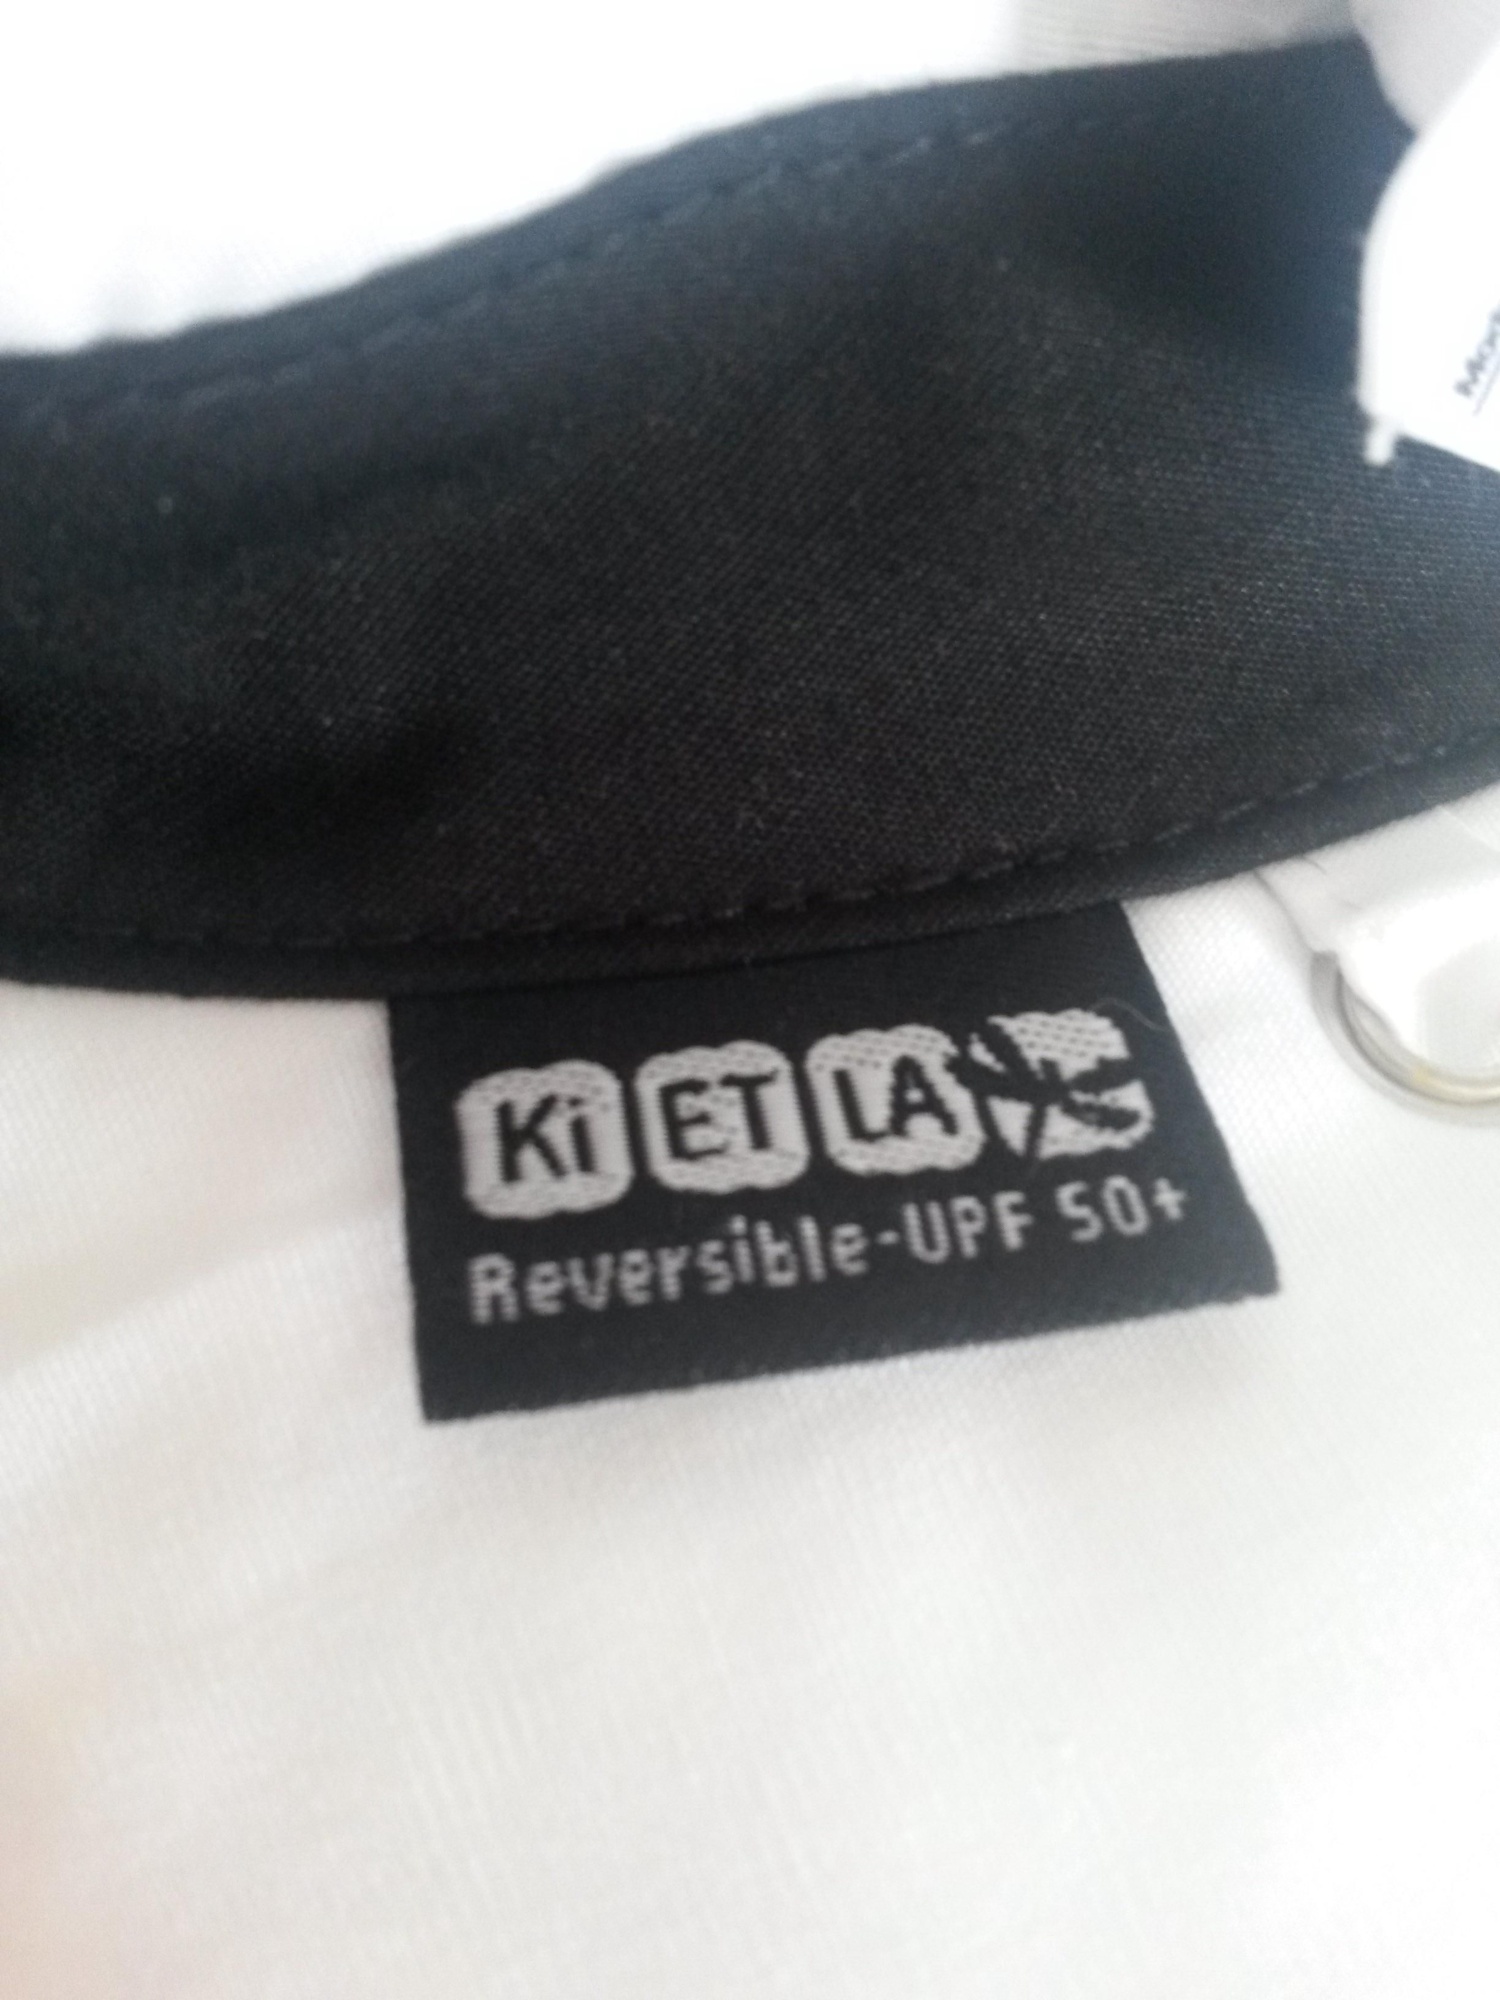 Ki ET LA
Reversible-UPF 50+